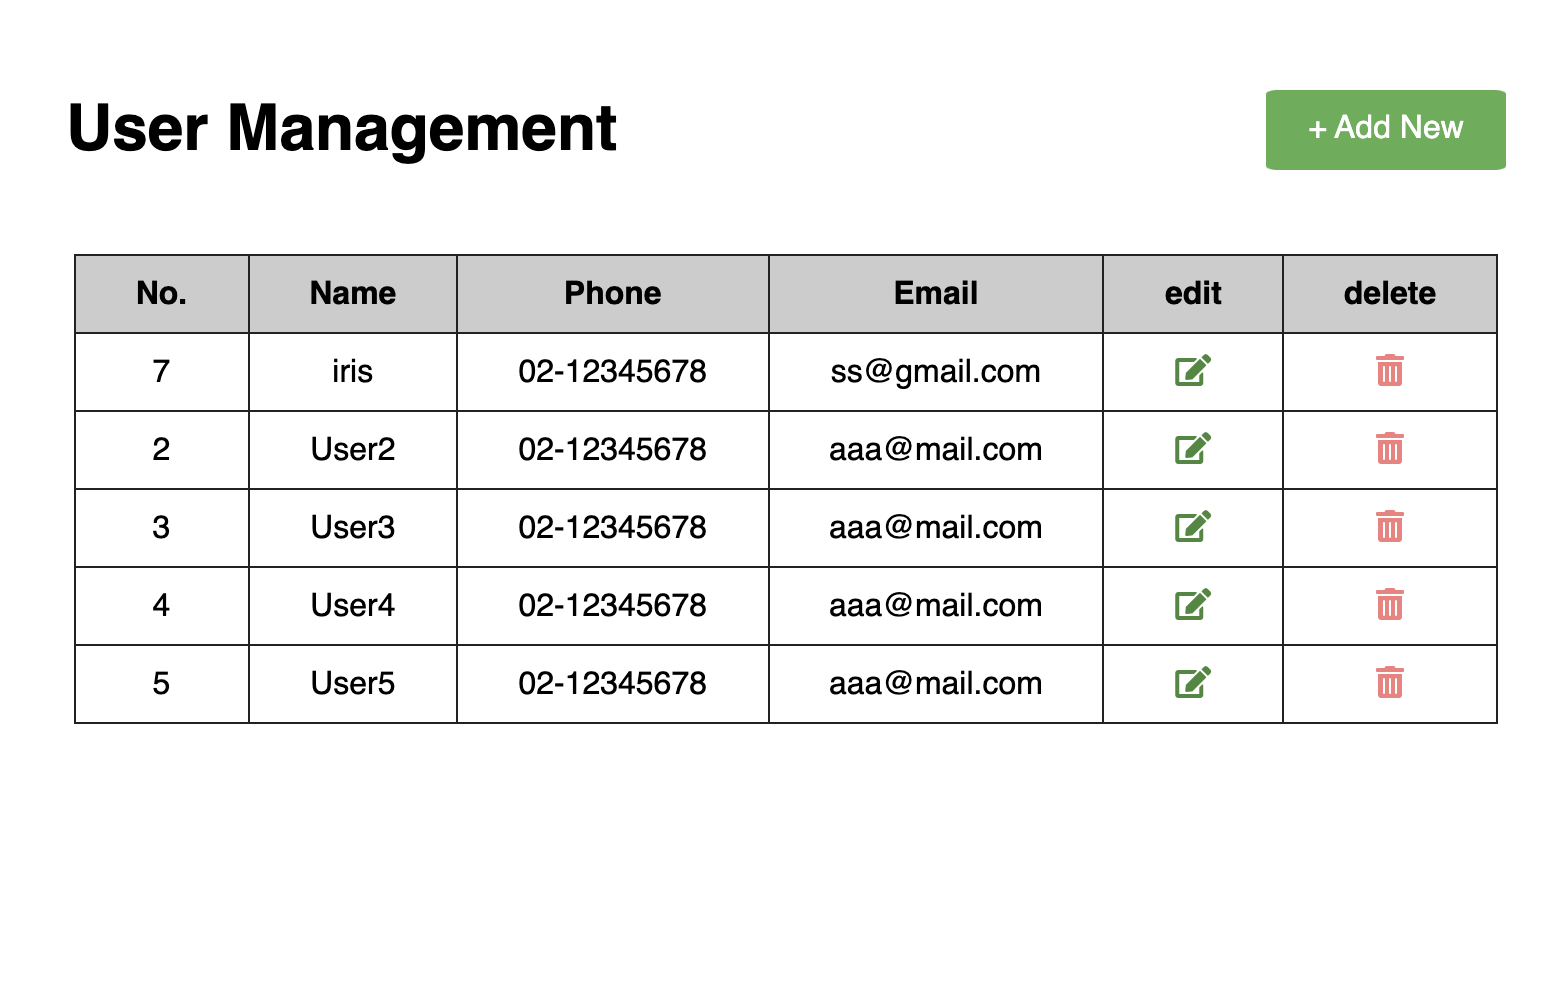 User Management
+ Add New
No. Name Phone Email edit delete
7 iris 02-12345678 ss@gmail.com
2 User2 02-12345678 aaa@mail.com
3 User3 02-12345678 aaa@mail.com
4 User4 02-12345678 aaa@mail.com
5 User5 02-12345678 aaa@mail.com